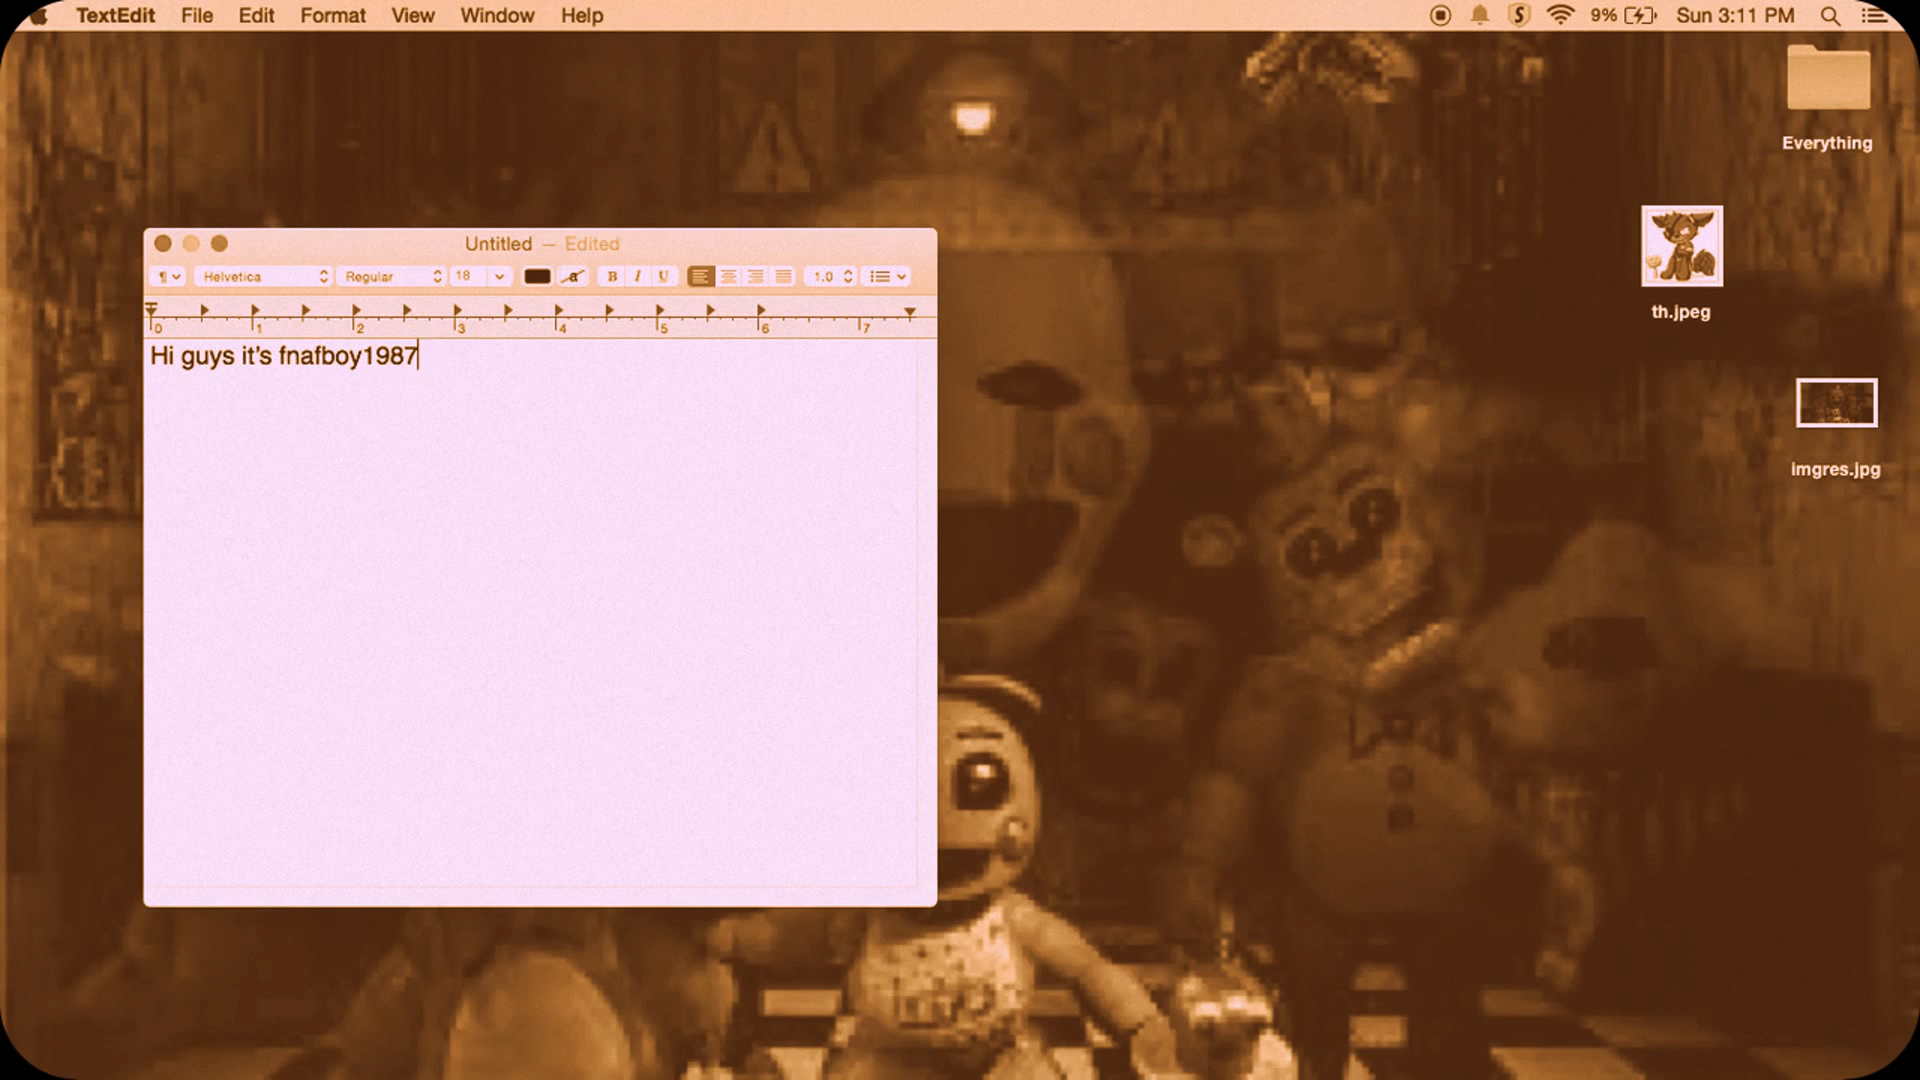 TextEdit File Edit Format View Window Help 9% Sun 3:11 PM
Everything
th.jpeg
imgres.jpg
Untitled — Edited
¶ Helvetica Regular 18 a B I U 1.0
0 1 2 3 4 5 6 7
Hi guys it's fnafboy1987